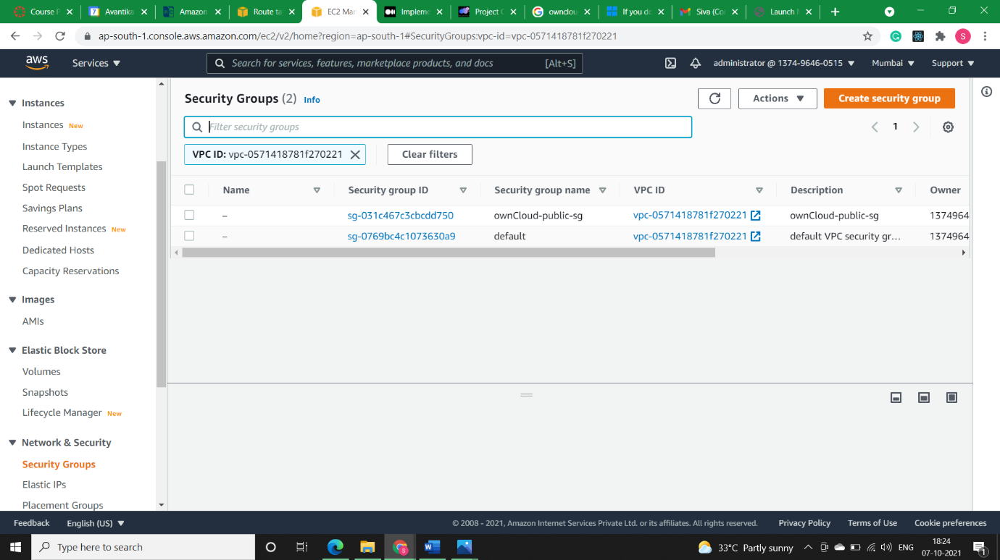 Course P
7 Avantika
Amazon
Route ta
EC2 Mar
Impleme
Project C
ownclou
If you do
Siva (Co
Launch
ap-south-1.console.aws.amazon.com/ec2/v2/home?region=ap-south-1#SecurityGroups:vpc-id=vpc-0571418781f270221
S
aws Services Search for services, features, marketplace products, and docs [Alt+S] administrator @ 1374-9646-0515 Mumbai Support
Instances
Instances New
Instance Types
Launch Templates
Spot Requests
Savings Plans
Reserved Instances New
Dedicated Hosts
Capacity Reservations
Images
AMIs
Elastic Block Store
Volumes
Snapshots
Lifecycle Manager New
Network & Security
Security Groups
Elastic IPs
Placement Groups
Security Groups (2) Info Actions Create security group
Filter security groups 1
VPC ID: vpc-0571418781f270221 Clear filters
Name Security group ID Security group name VPC ID Description Owner
– sg-031c467c3cbcdd750 ownCloud-public-sg vpc-0571418781f270221 ownCloud-public-sg 1374964
– sg-0769bc4c1073630a9 default vpc-0571418781f270221 default VPC security gr... 1374964
Feedback English (US) © 2008 - 2021, Amazon Internet Services Private Ltd. or its affiliates. All rights reserved. Privacy Policy Terms of Use Cookie preferences
Type here to search 33°C Partly sunny ENG 18:24
07-10-2021 1